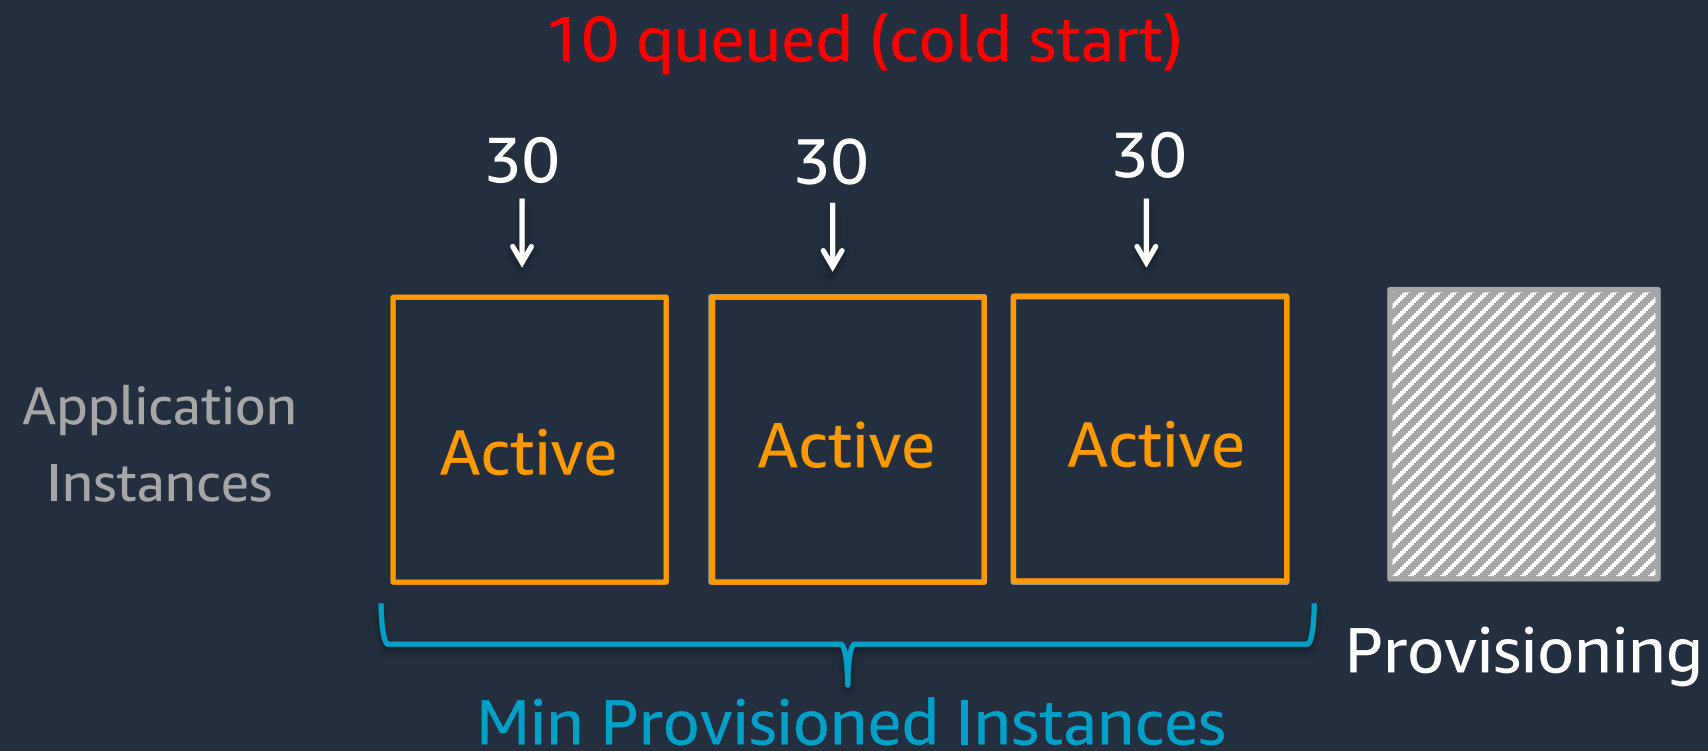 10 queued (cold start)
30
30
30
Application
Instances
Active
Active
Active
Provisioning
Min Provisioned Instances